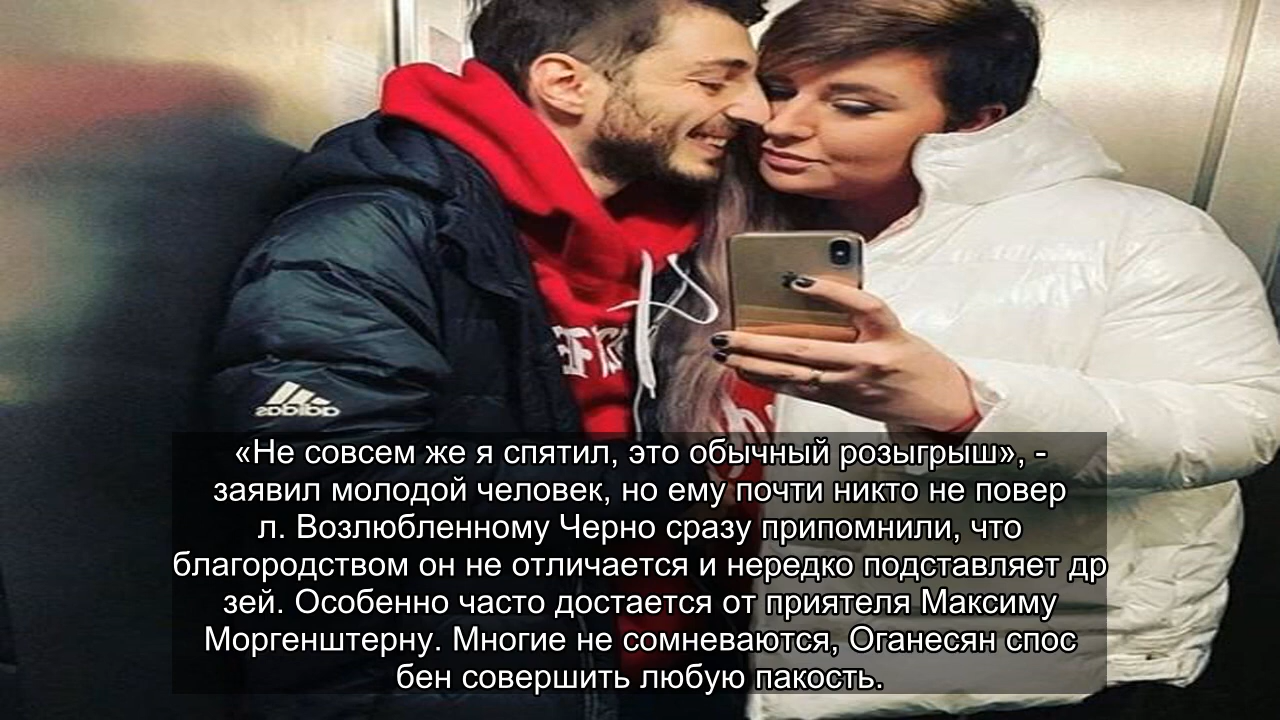 adidas
«Не совсем же я спятил, это обычный розыгрыш», -
заявил молодой человек, но ему почти никто не повер
л. Возлюбленному Черно сразу припомнили, что
благородством он не отличается и нередко подставляет др
зей. Особенно часто достается от приятеля Максиму
Моргенштерну. Многие не сомневаются, Оганесян спос
бен совершить любую пакость.